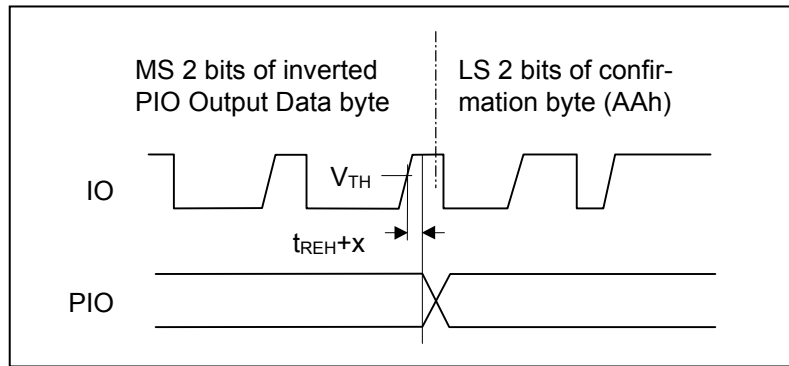 MS 2 bits of inverted
PIO Output Data byte
LS 2 bits of confir-
mation byte (AAh)
IO
VTH
tREH+x
PIO